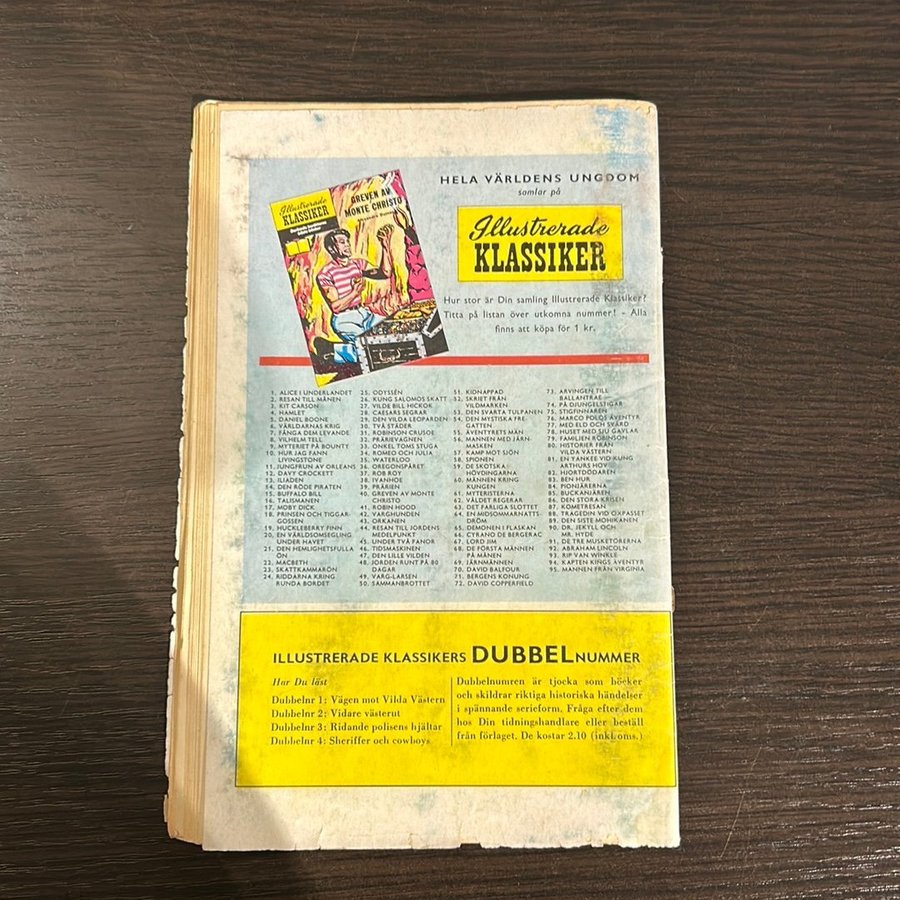 HELA VÄRLDENS UNGDOM
samlar på
Illustrerade
KLASSIKER
Illustrerade
KLASSIKER
GREVEN AV
MONTE CHRISTO
Hur stor är Din samling Illustrerade Klassiker?
Titta på listan över utkomna nummer! - Alla
finns att köpa för 1 kr.
1. ALICE I UNDERLANDET
2. RESAN TILL MÅNEN
3. KIT CARSON
4. HAMLET
5. DANIEL BOONE
6. VÄRLDARNAS KRIG
7. FÅNGA DEM LEVANDE
8. VILHELM TELL
9. MYTERIET PÅ BOUNTY
10. HUR JAG FANN
LIVINGSTONE
11. JUNGFRUN AV ORLEANS
12. DAVY CROCKETT
13. ILIADEN
14. DEN RÖDE PIRATEN
15. BUFFALO BILL
16. TALISMANEN
17. MOBY DICK
18. PRINSEN OCH TIGGAR-
GOSSEN
19. HUCKLEBERRY FINN
20. EN VÄRLDSOMSEGLING
UNDER HAVET
21. DEN HEMLIGHETSFULLA
ÖN
22. MACBETH
23. SKATTKAMMARÖN
24. RIDDARNA KRING
RUNDA BORDET
25. ODYSSÉN
26. KUNG SALOMOS SKATT
27. VILDE BILL HICKOK
28. CAESARS SEGRAR
29. DEN VILDA LEOPARDEN
30. TVÅ STÄDER
31. ROBINSON CRUSOE
32. PRÄRIEVAGNEN
33. ONKEL TOMS STUGA
34. ROMEO OCH JULIA
35. WATERLOO
36. OREGONSPÅRET
37. ROB ROY
38. IVANHOE
39. PRÄRIEN
40. GREVEN AV MONTE
CHRISTO
41. ROBIN HOOD
42. VARGHUNDEN
43. ORKANEN
44. RESAN TILL JORDENS
MEDELPUNKT
45. UNDER TVÅ FANOR
46. TIDSMASKINEN
47. DEN LILLE VILDEN
48. JORDEN RUNT PÅ 80
DAGAR
49. VARG-LARSEN
50. SAMMANBROTTET
51. KIDNAPPAD
52. SKRIET FRÅN
VILDMARKEN
53. DEN SVARTA TULPANEN
54. DEN MYSTISKA FRE-
GATTEN
55. ÄVENTYRETS MÄN
56. MANNEN MED JÄRN-
MASKEN
57. KAMP MOT SJÖN
58. SPIONEN
59. DE SKOTSKA
HÖVDINGARNA
60. MÄNNEN KRING
KUNGEN
61. MYTERISTERNA
62. VÅLDET REGERAR
63. DET FARLIGA SLOTTET
64. EN MIDSOMMARNATTS-
DRÖM
65. DEMONEN I FLASKAN
66. CYRANO DE BERGERAC
67. LORD JIM
68. DE FÖRSTA MÄNNEN
PÅ MÅNEN
69. JÄRNMANNEN
70. DAVID BALFOUR
71. BERGENS KONUNG
72. DAVID COPPERFIELD
73. ARVINGEN TILL
BALLANTRAE
74. PÅ DJUNGELSTIGAR
75. STIGFINNAREN
76. MARCO POLOS ÄVENTYR
77. MED ELD OCH SVÄRD
78. HUSET MED SJU GAVLAR
79. FAMILJEN ROBINSON
80. HISTORIER FRÅN
VILDA VÄSTERN
81. EN YANKEE VID KUNG
ARTHURS HOV
82. HJORTDÖDAREN
83. BEN HUR
84. PIONJÄRERNA
85. BUCKANJÄREN
86. DEN STORA KRISEN
87. KOMETRESAN
88. TRAGEDIN VID OXPASSET
89. DEN SISTE MOHIKANEN
90. DR. JEKYLL OCH
MR. HYDE
91. DE TRE MUSKETÖRERNA
92. ABRAHAM LINCOLN
93. RIP VAN WINKLE
94. KAPTEN KINGS ÄVENTYR
95. MANNEN FRÅN VIRGINIA
ILLUSTRERADE KLASSIKERS DUBBELNUMMER
Har Du läst
Dubbelnr 1: Vägen mot Vilda Västern
Dubbelnr 2: Vidare västerut
Dubbelnr 3: Ridande polisens hjältar
Dubbelnr 4: Sheriffer och cowboys
Dubbelnumren är tjocka som böcker
och skildrar riktiga historiska händelser
i spännande serieform. Fråga efter dem
hos Din tidningshandlare eller beställ
från förlaget. De kostar 2.10 (inkl. oms.)